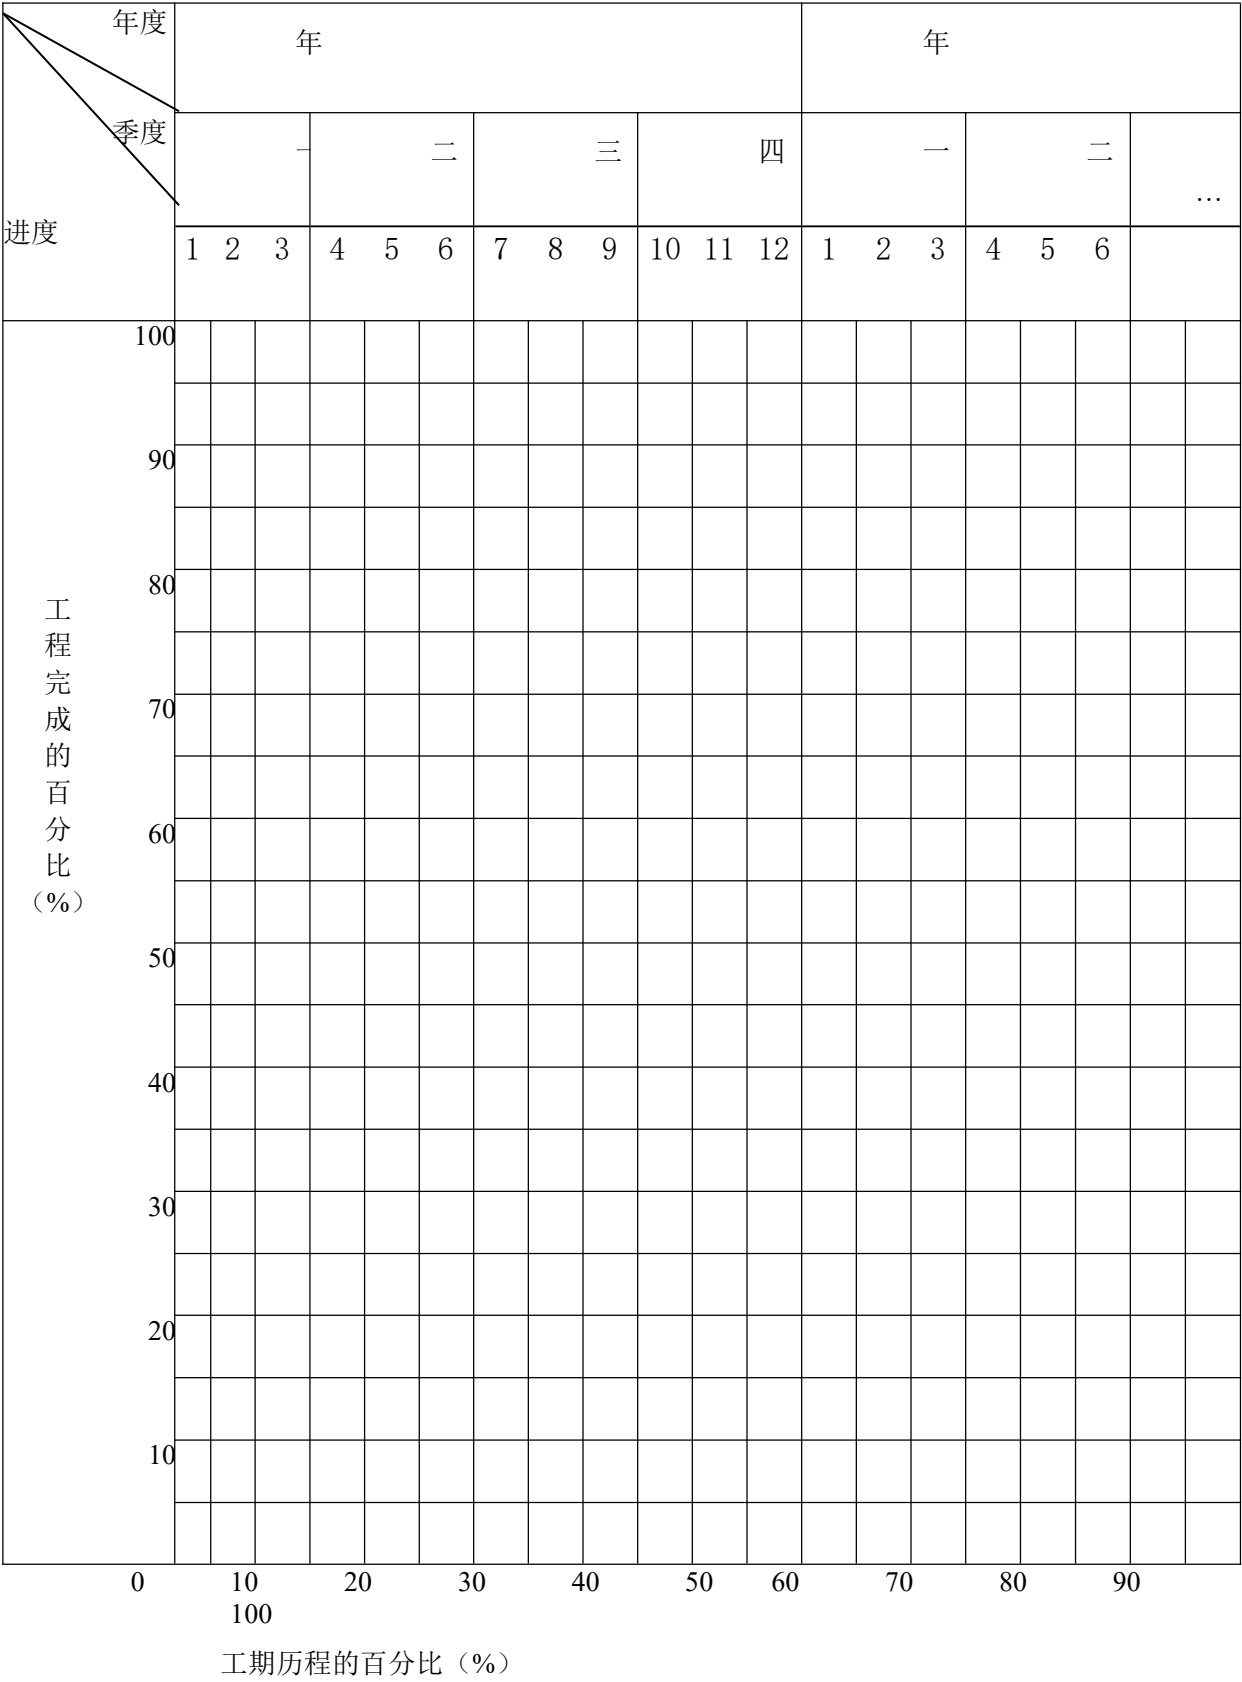 年度
年 年
季度
一 二 三 四 一 二 …
进度
1 2 3 4 5 6 7 8 9 10 11 12 1 2 3 4 5 6
100
90
80
70
60
50
40
30
20
10
工
程
完
成
的
百
分
比
（%）
0 10 20 30 40 50 60 70 80 90
100
工期历程的百分比（%）